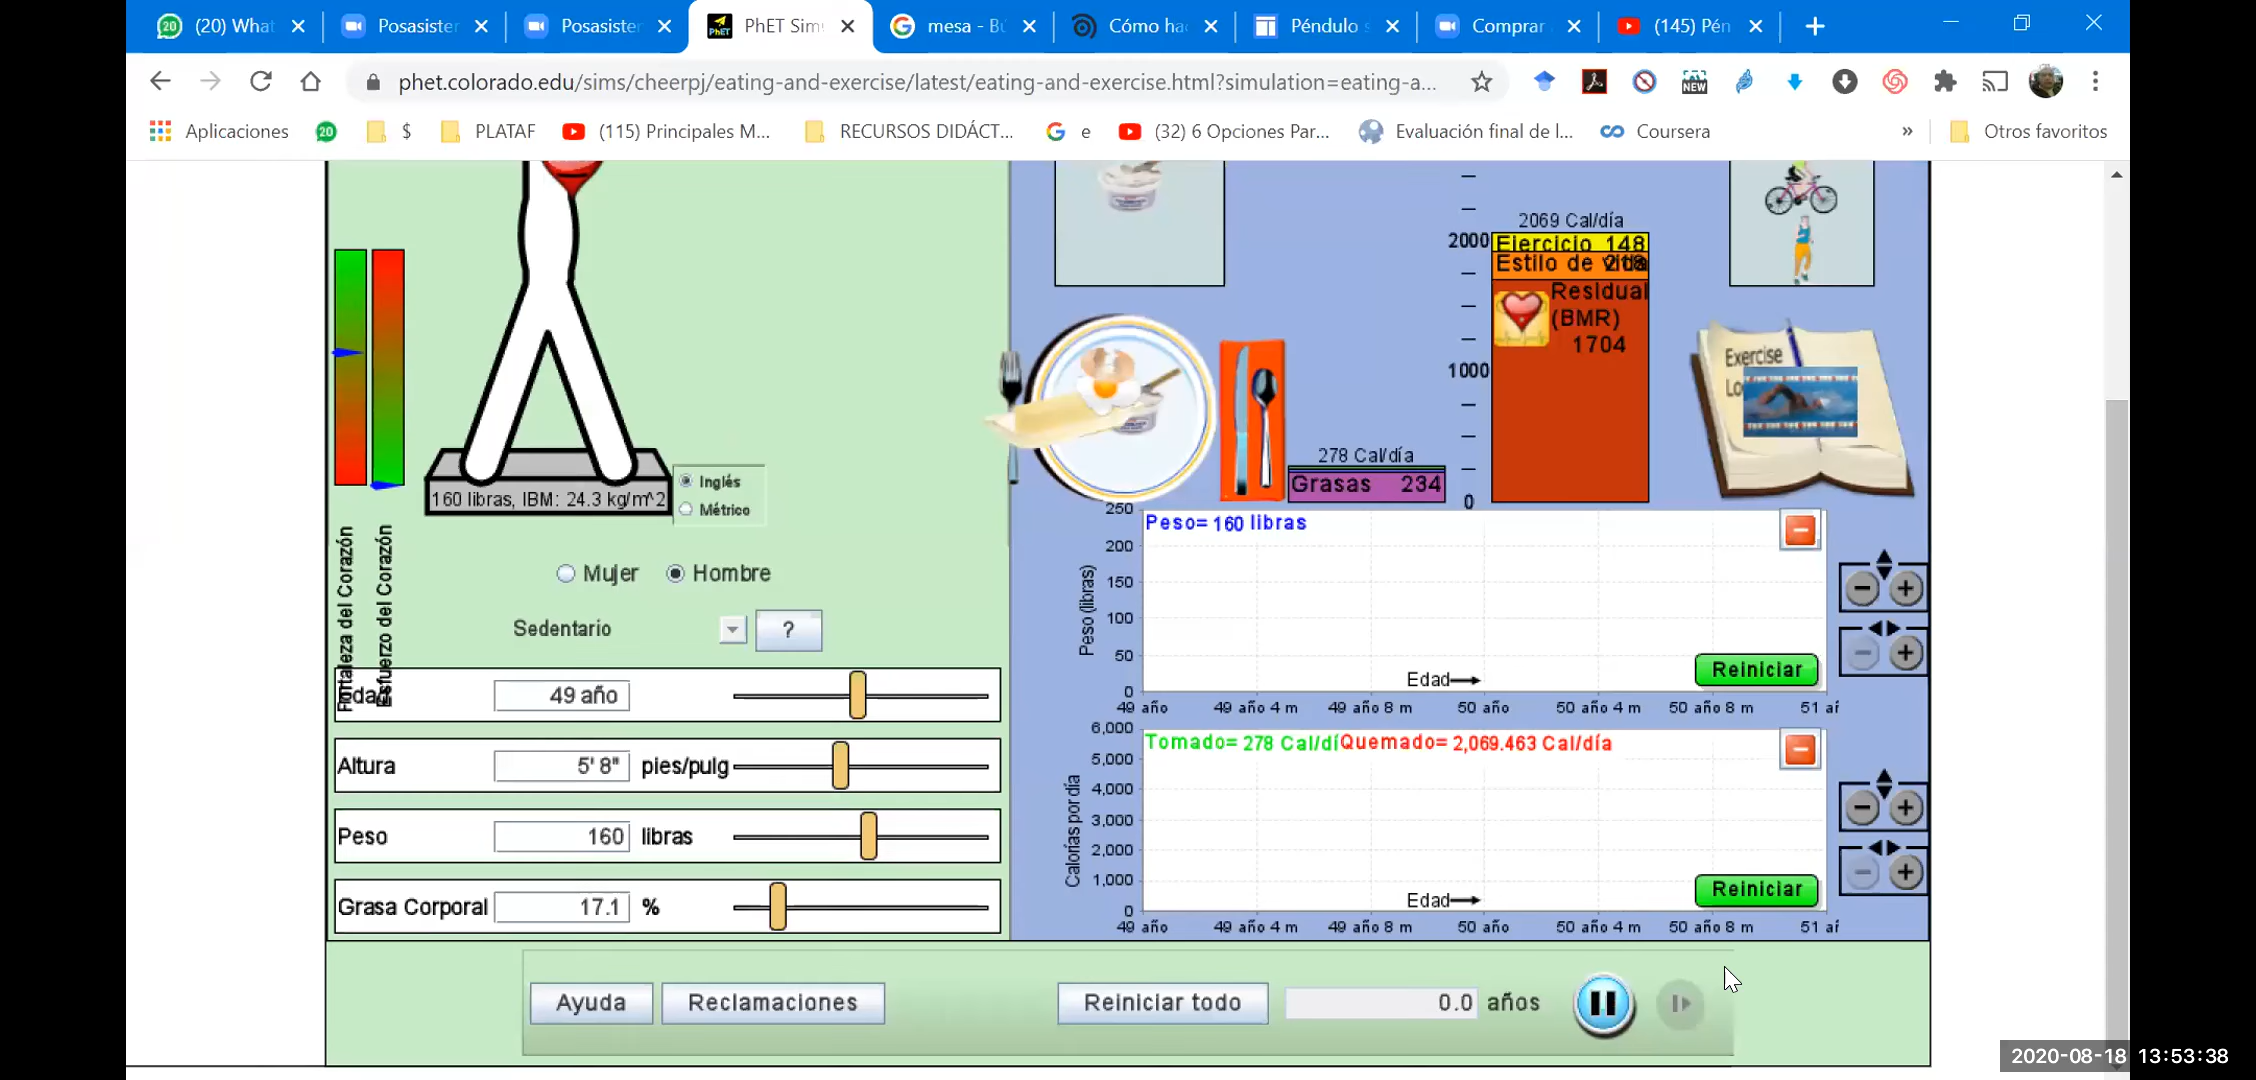 (20) What
Posasister
Posasister
PhET Sim
mesa - Bú
Cómo ha
Péndulo s
Comprar
(145) Pén
phet.colorado.edu/sims/cheerpj/eating-and-exercise/latest/eating-and-exercise.html?simulation=eating-a...
NEW
Aplicaciones
20
$
PLATAF
(115) Principales M...
RECURSOS DIDÁCT...
e
(32) 6 Opciones Par...
Evaluación final de l...
Coursera
»
Otros favoritos
2069 Cal/día
2000
Ejercicio 148
Estilo de vida
Residual
(BMR)
1704
1000
0
Exercise
Lo
278 Cal/día
Grasas 234
160 libras, IBM: 24.3 kg/m^2
Inglés
Métrico
Fortaleza del Corazón
Esfuerzo del Corazón
Mujer
Hombre
Sedentario
?
Edad
49 año
Altura
5' 8"
pies/pulg
Peso
160
libras
Grasa Corporal
17.1
%
Peso= 160 libras
Peso (libras)
250
200
150
100
50
0
Edad
Reiniciar
49 año
49 año 4 m
49 año 8 m
50 año
50 año 4 m
50 año 8 m
51 añ
Tomado= 278 Cal/dí
Quemado= 2,069.463 Cal/día
Calorías por día
6,000
5,000
4,000
3,000
2,000
1,000
0
Edad
Reiniciar
49 año
49 año 4 m
49 año 8 m
50 año
50 año 4 m
50 año 8 m
51 añ
Ayuda
Reclamaciones
Reiniciar todo
0.0 años
2020-08-18 13:53:38